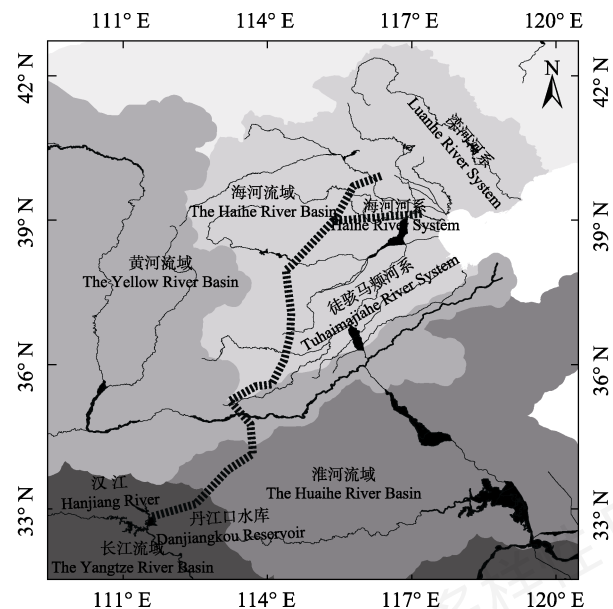 111° E
114° E
117° E
120° E
42° N
42° N
N
滦河河系
Luanhe River System
海河流域
The Haihe River Basin
海河河系
Haihe River System
39° N
39° N
黄河流域
The Yellow River Basin
徒骇马颊河系
Tuhaimajiahe River System
36° N
36° N
汉 江
Hanjiang River
淮河流域
The Huaihe River Basin
33° N
33° N
丹江口水库
Danjiangkou Reservoir
长江流域
The Yangtze River Basin
111° E
114° E
117° E
120° E